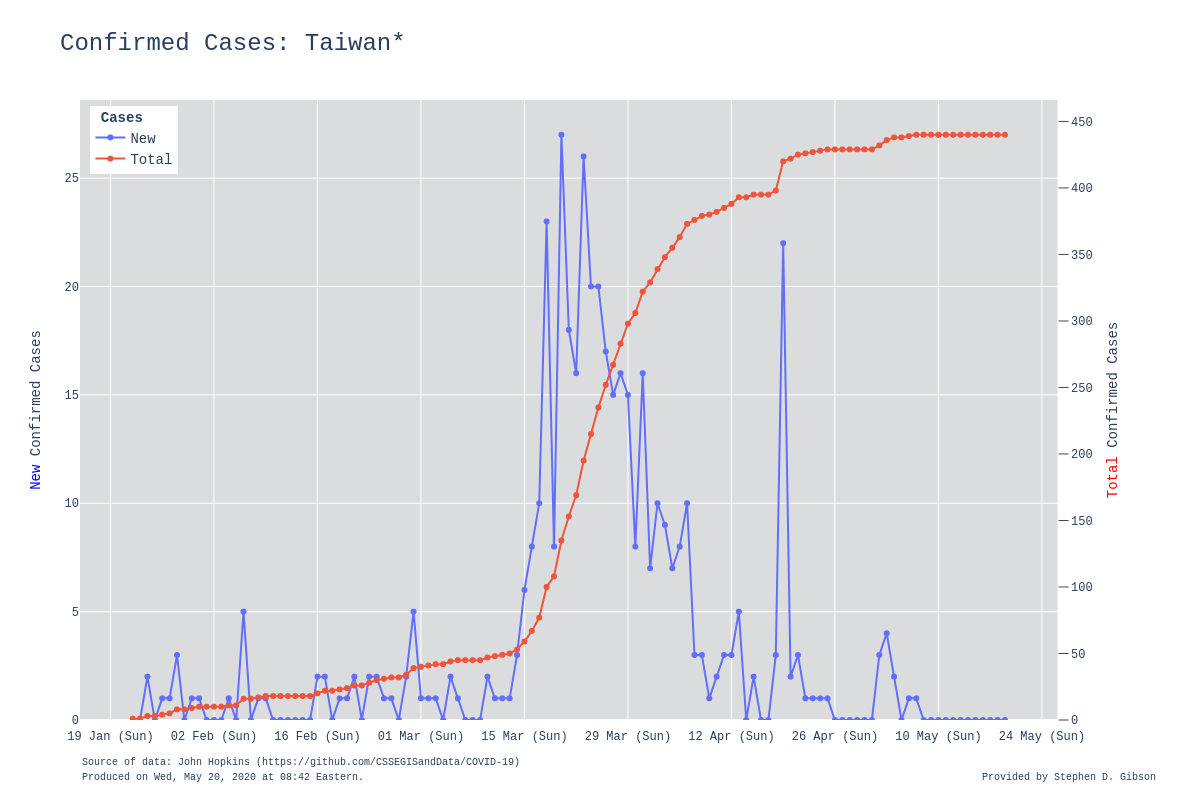 Confirmed Cases: Taiwan*
Cases
New
Total
25
20
15
10
5
0
450
400
350
300
250
200
150
100
50
0
New Confirmed Cases
Total Confirmed Cases
19 Jan (Sun) 02 Feb (Sun) 16 Feb (Sun) 01 Mar (Sun) 15 Mar (Sun) 29 Mar (Sun) 12 Apr (Sun) 26 Apr (Sun) 10 May (Sun) 24 May (Sun)
Source of data: John Hopkins (https://github.com/CSSEGISandData/COVID-19)
Produced on Wed, May 20, 2020 at 08:42 Eastern.
Provided by Stephen D. Gibson